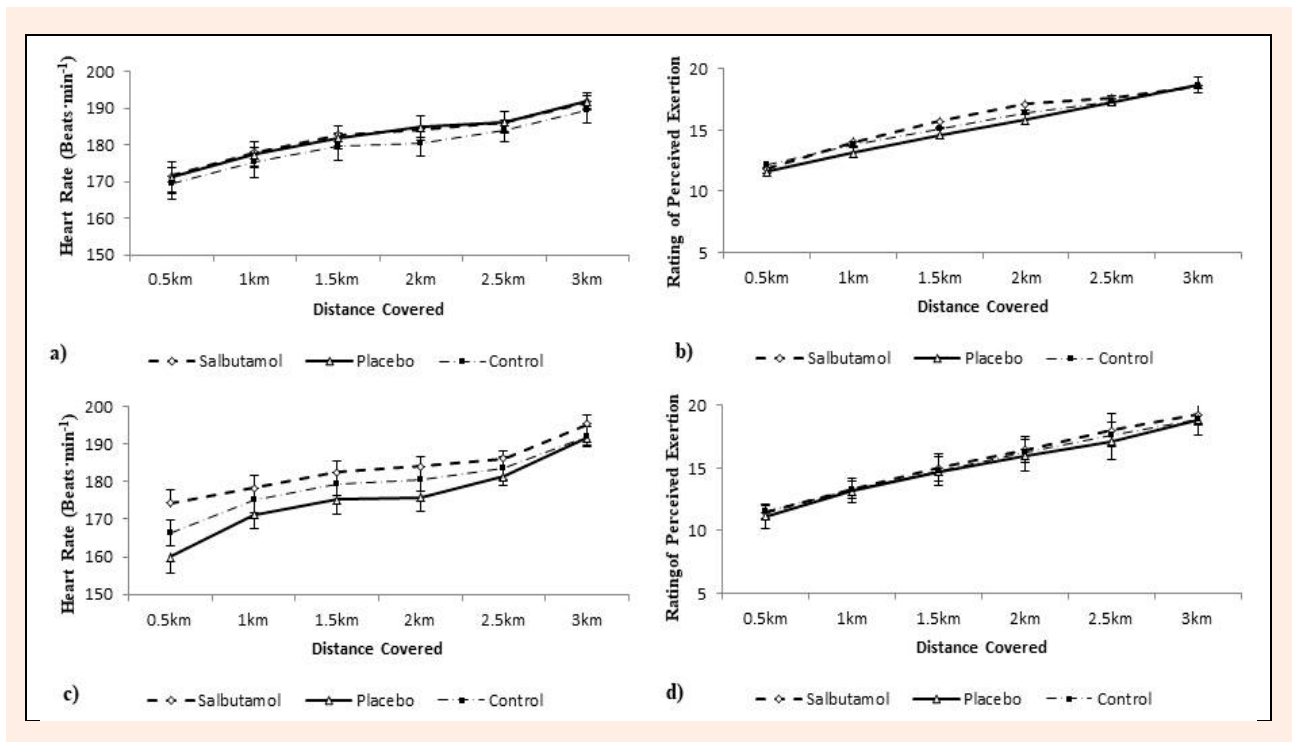 Heart Rate (Beats·min-1)
200
190
180
170
160
150
0.5km 1km 1.5km 2km 2.5km 3km
Distance Covered
a)
Salbutamol Placebo Control
Rating of Perceived Exertion
20
15
10
5
0.5km 1km 1.5km 2km 2.5km 3km
Distance Covered
b)
Salbutamol Placebo Control
Heart Rate (Beats·min-1)
200
190
180
170
160
150
0.5km 1km 1.5km 2km 2.5km 3km
Distance Covered
c)
Salbutamol Placebo Control
Ratingof Perceived Exertion
20
15
10
5
0.5km 1km 1.5km 2km 2.5km 3km
Distance Covered
d)
Salbutamol Placebo Control